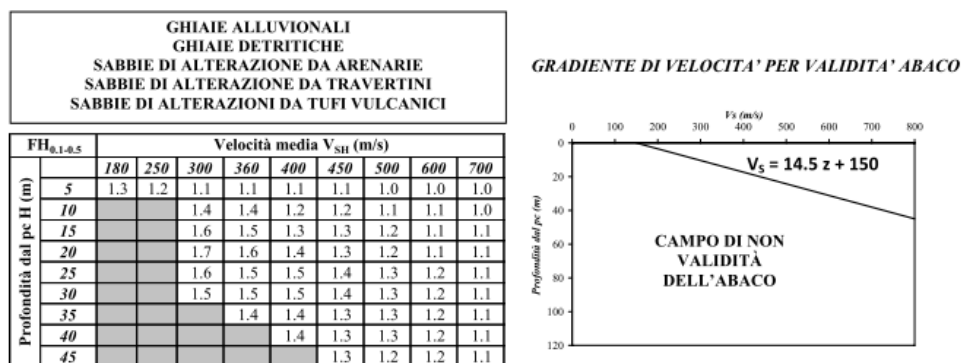 GHIAIE ALLUVIONALI
GHIAIE DETRITICHE
SABBIE DI ALTERAZIONE DA ARENARIE
SABBIE DI ALTERAZIONE DA TRAVERTINI
SABBIE DI ALTERAZIONI DA TUFI VULCANICI
FH0.1-0.5 Velocità media VSH (m/s)
180 250 300 360 400 450 500 600 700
Profondità dal pc H (m)
5 1.3 1.2 1.1 1.1 1.1 1.1 1.0 1.0 1.0
10 1.4 1.4 1.2 1.2 1.1 1.1 1.0
15 1.6 1.5 1.3 1.3 1.2 1.1 1.1
20 1.7 1.6 1.4 1.3 1.2 1.1 1.1
25 1.6 1.5 1.5 1.4 1.3 1.2 1.1
30 1.5 1.5 1.5 1.4 1.3 1.2 1.1
35 1.4 1.4 1.3 1.3 1.2 1.1
40 1.4 1.3 1.3 1.2 1.1
45 1.3 1.2 1.2 1.1
GRADIENTE DI VELOCITA' PER VALIDITA' ABACO
Vs (m/s)
0 100 200 300 400 500 600 700 800
0
20
40
60
80
100
120
Profondità dal pc (m)
VS = 14.5 z + 150
CAMPO DI NON
VALIDITÀ
DELL'ABACO